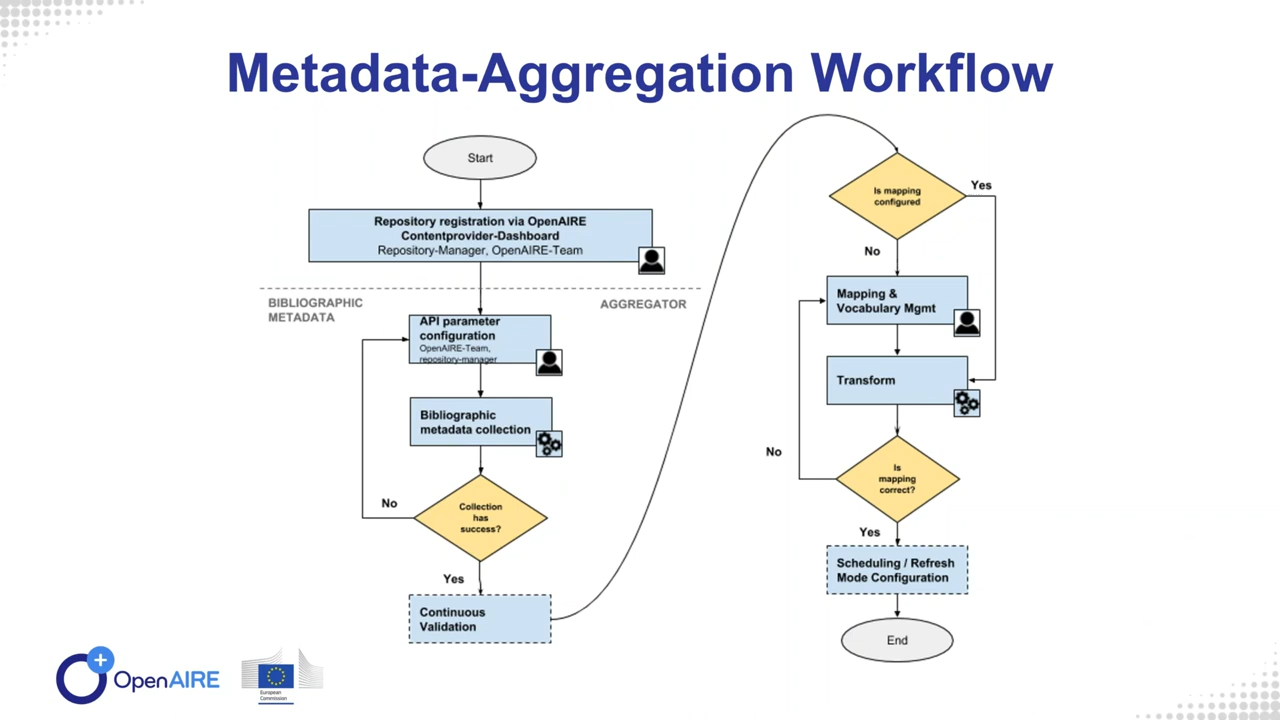 Metadata-Aggregation Workflow
Start
Repository registration via OpenAIRE
Contentprovider-Dashboard
Repository-Manager, OpenAIRE-Team
BIBLIOGRAPHIC
METADATA
AGGREGATOR
API parameter
configuration
OpenAIRE-Team,
repository-manager
Bibliographic
metadata collection
Collection
has
success?
No
Yes
Continuous
Validation
Is mapping
configured
Yes
No
Mapping &
Vocabulary Mgmt
Transform
Is
mapping
correct?
No
Yes
Scheduling / Refresh
Mode Configuration
End
OpenAIRE
European
Commission